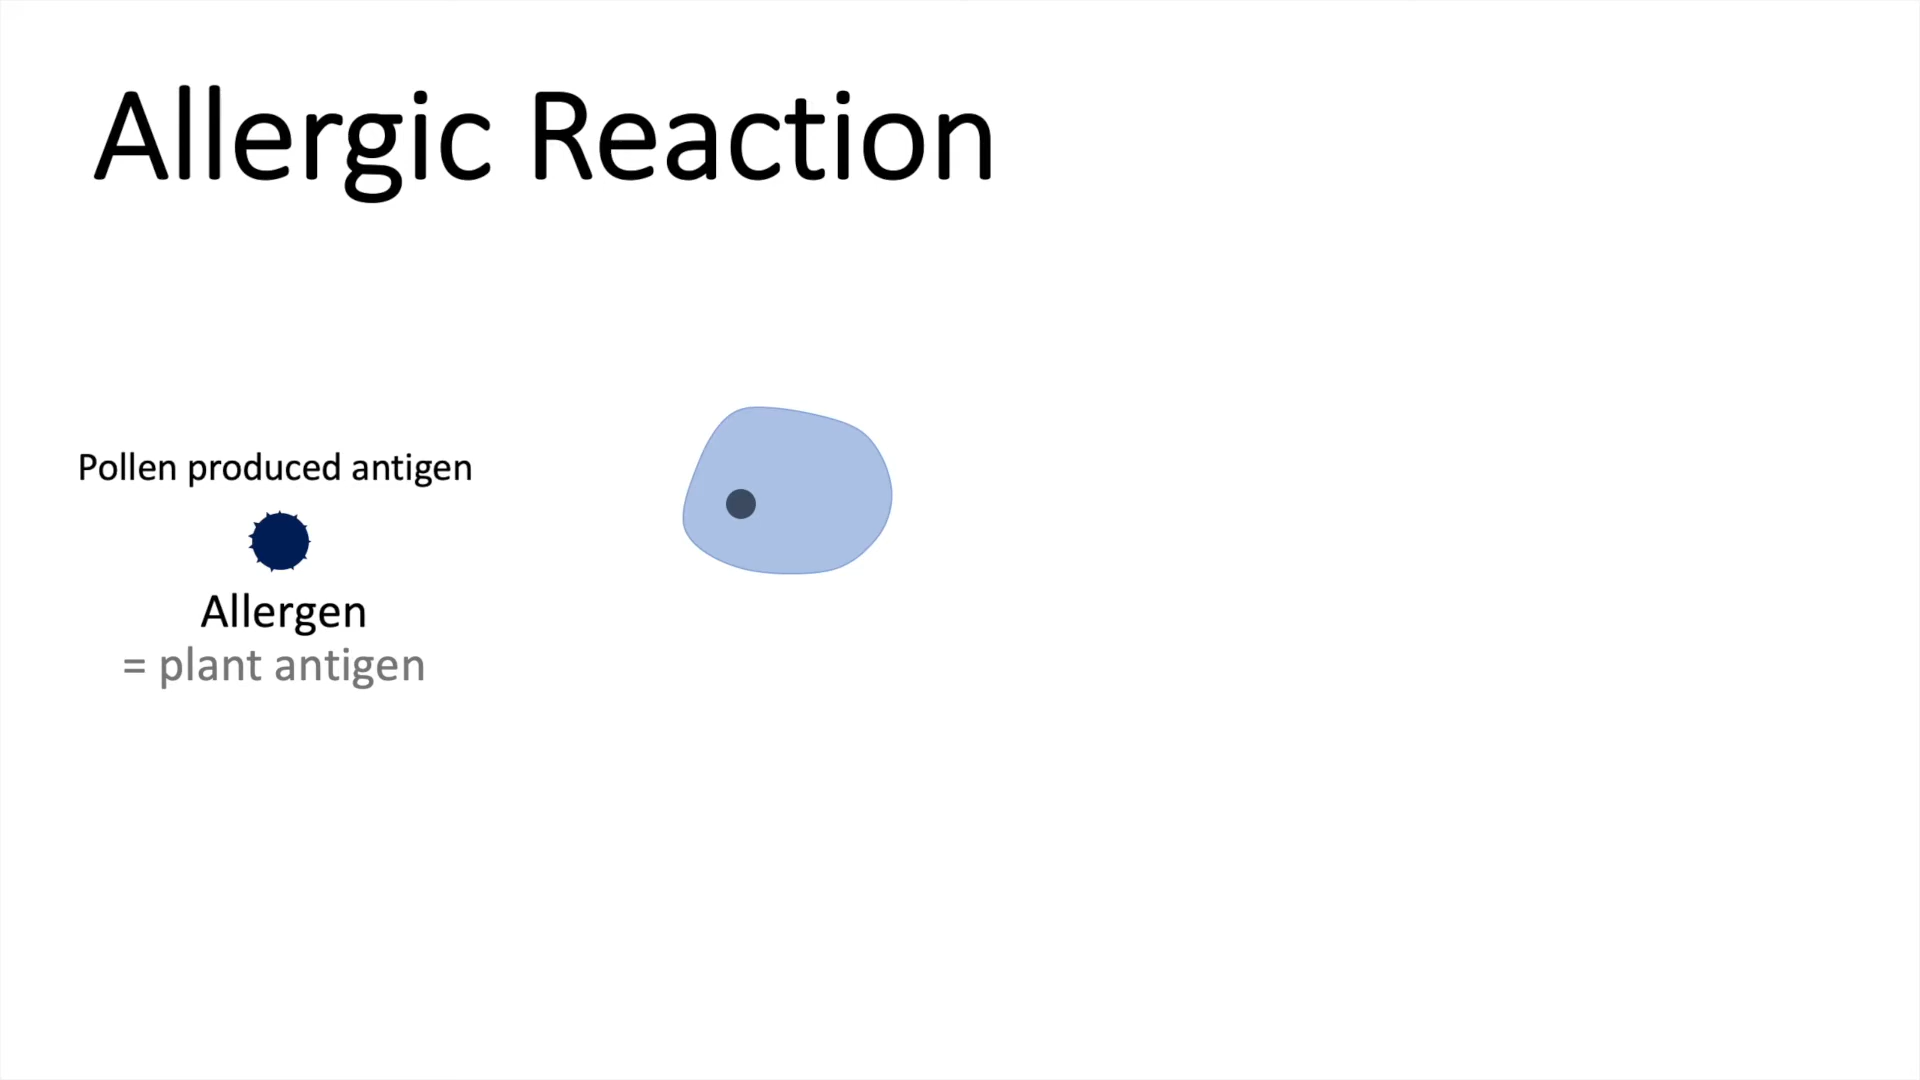 Allergic Reaction
Pollen produced antigen
Allergen
= plant antigen